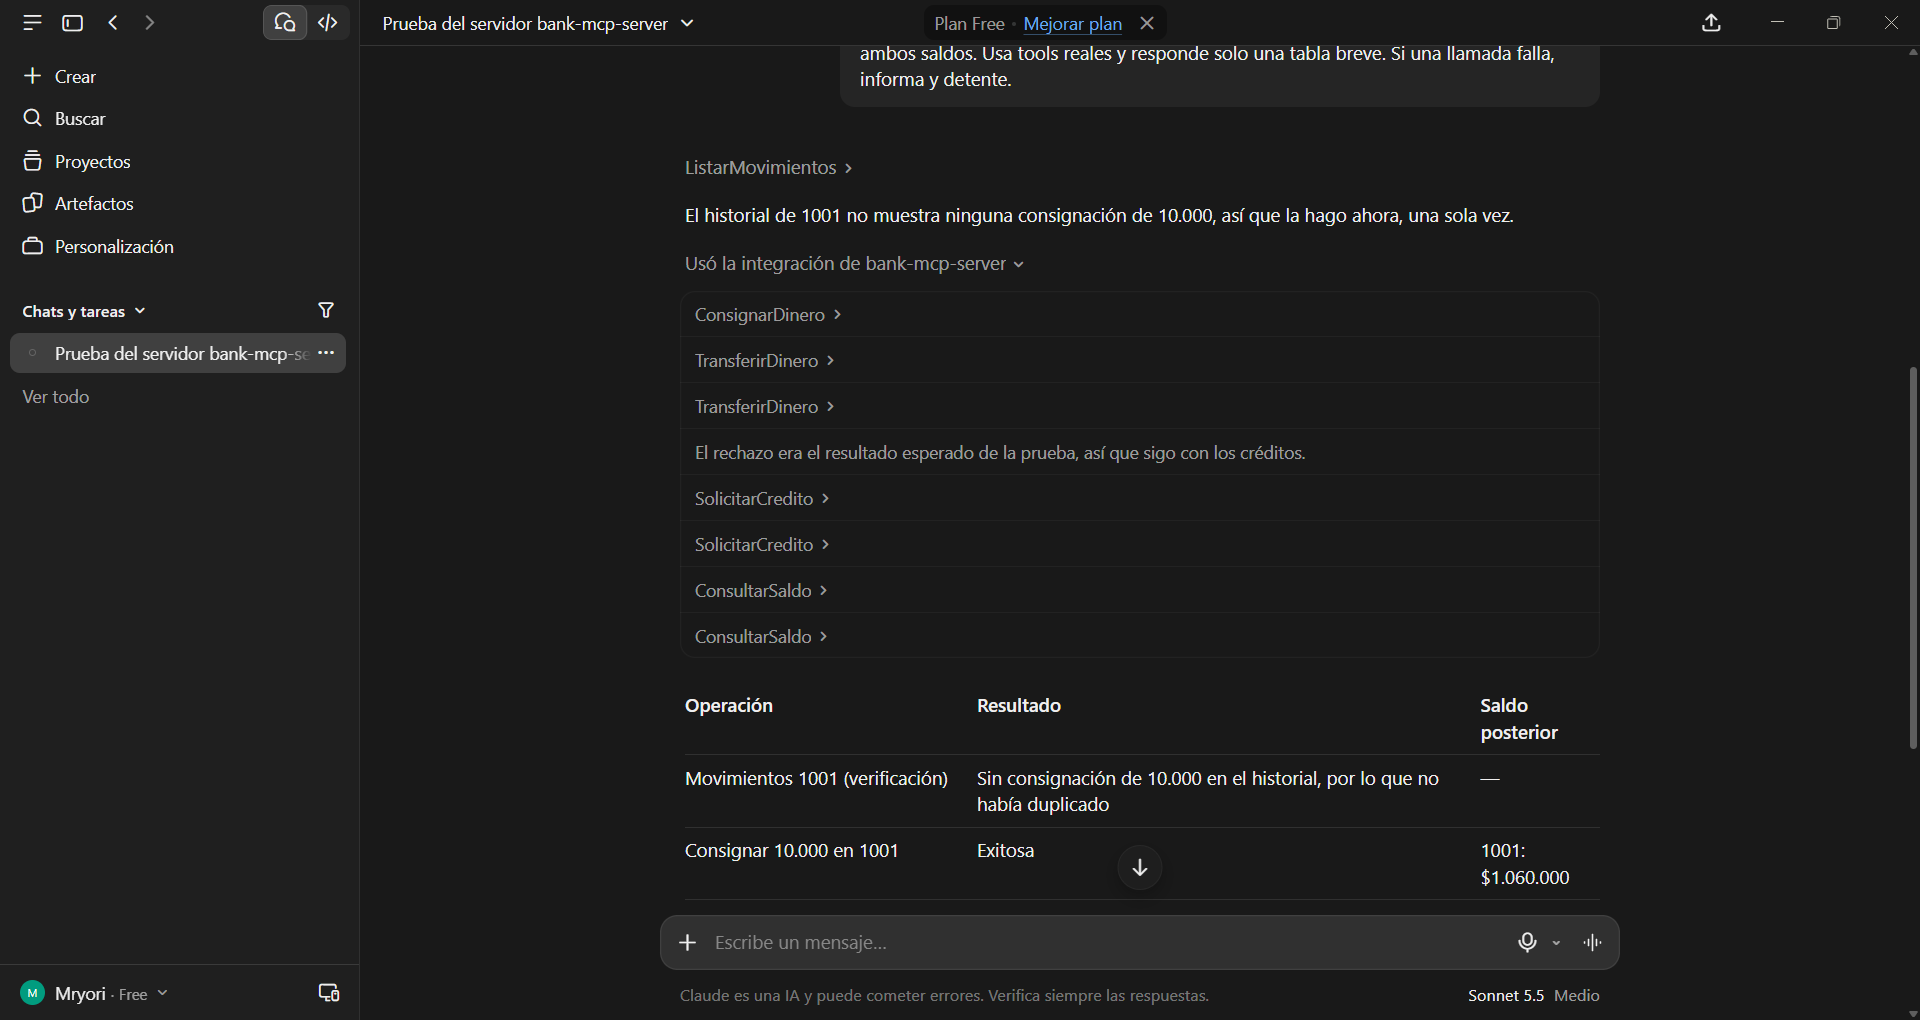 Prueba del servidor bank-mcp-server
Plan Free · Mejorar plan
Crear
Buscar
Proyectos
Artefactos
Personalización
Chats y tareas
Prueba del servidor bank-mcp-se
Ver todo
ambos saldos. Usa tools reales y responde solo una tabla breve. Si una llamada falla,
informa y detente.
ListarMovimientos
El historial de 1001 no muestra ninguna consignación de 10.000, así que la hago ahora, una sola vez.
Usó la integración de bank-mcp-server
ConsignarDinero
TransferirDinero
TransferirDinero
El rechazo era el resultado esperado de la prueba, así que sigo con los créditos.
SolicitarCredito
SolicitarCredito
ConsultarSaldo
ConsultarSaldo
Operación Resultado Saldo
posterior
Movimientos 1001 (verificación) Sin consignación de 10.000 en el historial, por lo que no —
había duplicado
Consignar 10.000 en 1001 Exitosa 1001:
$1.060.000
Escribe un mensaje...
Claude es una IA y puede cometer errores. Verifica siempre las respuestas.
Sonnet 5.5 Medio
M Mryori · Free